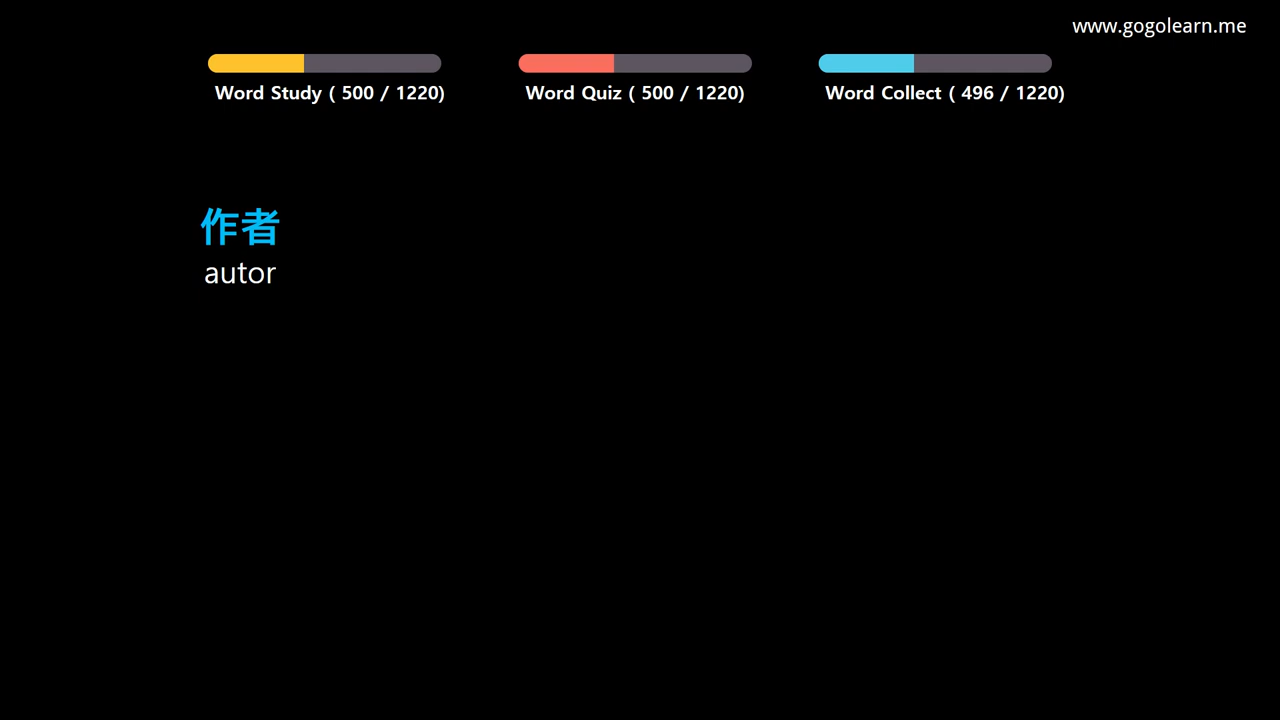 www.gogolearn.me
Word Study ( 500 / 1220)
Word Quiz ( 500 / 1220)
Word Collect ( 496 / 1220)
作者
autor